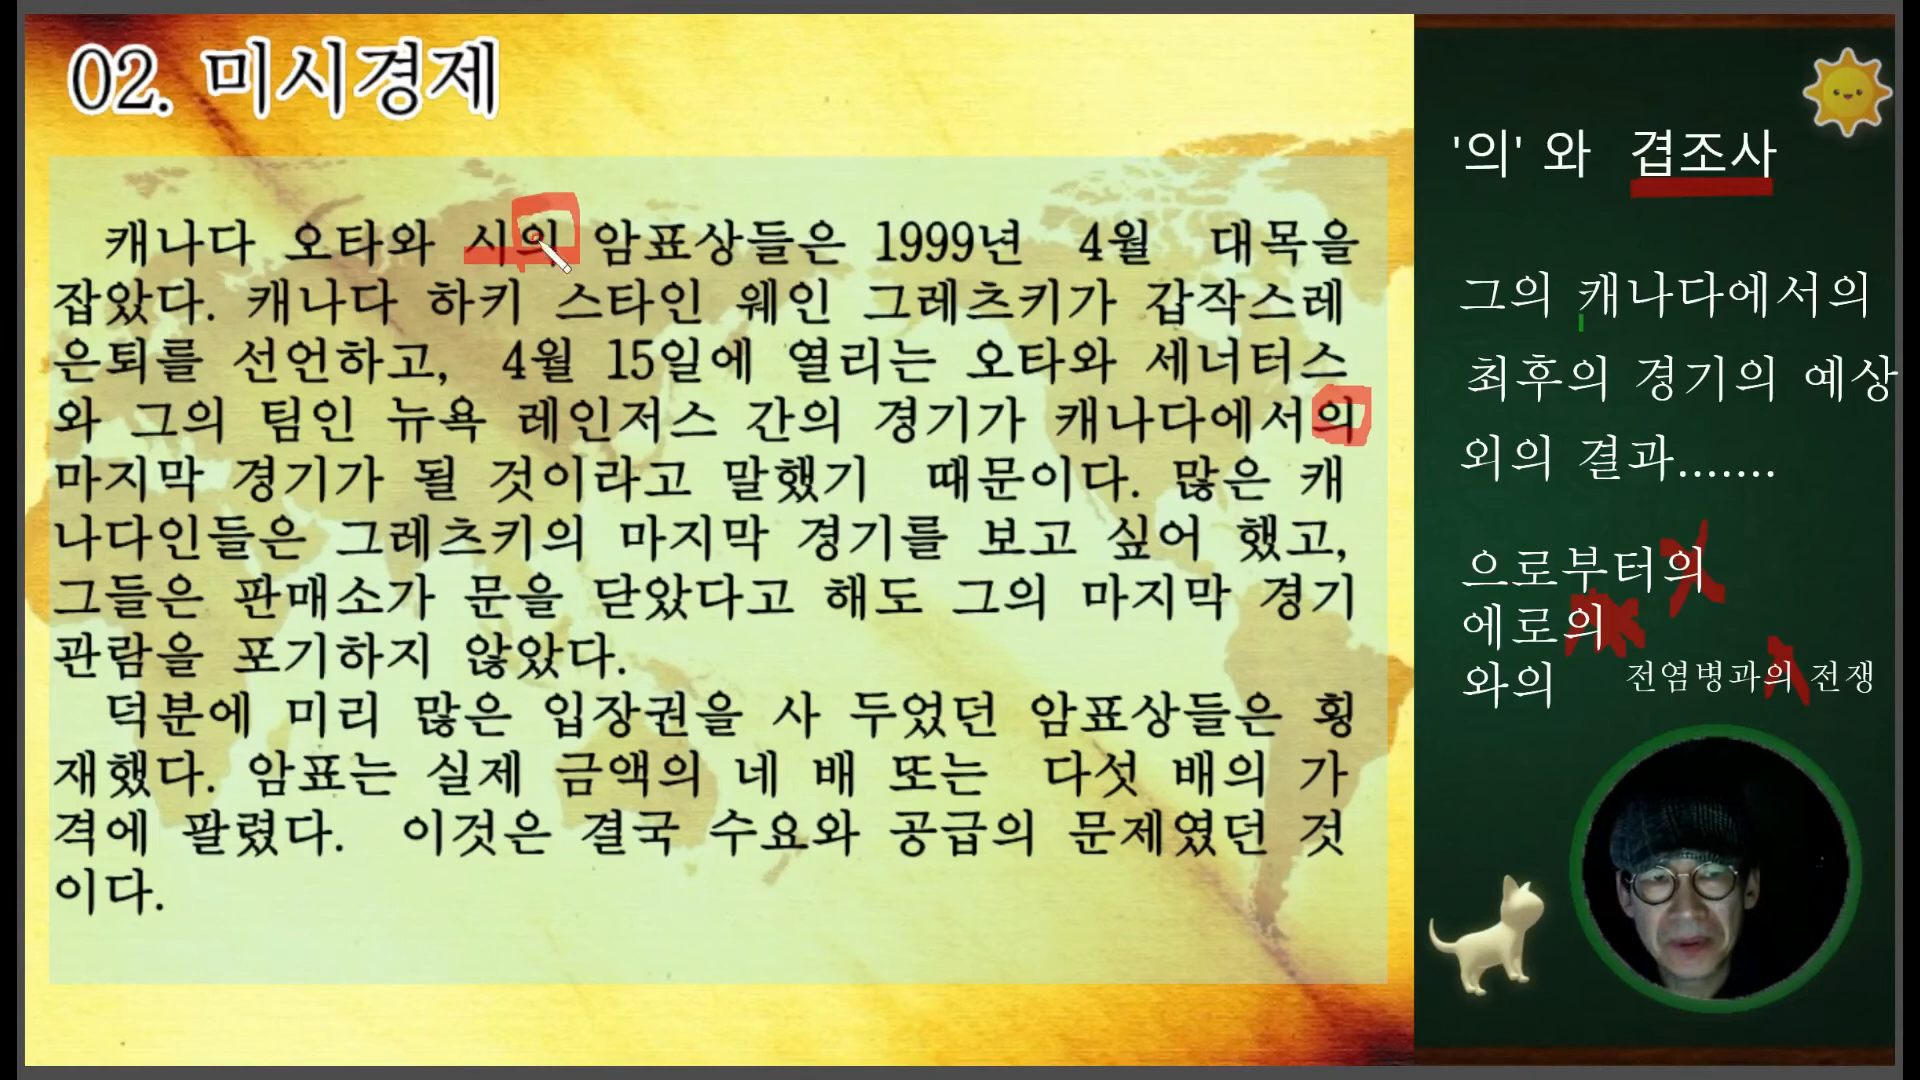 02. 미시경제
캐나다 오타와 시의 암표상들은 1999년 4월 대목을
잡았다. 캐나다 하키 스타인 웨인 그레츠키가 갑작스레
은퇴를 선언하고, 4월 15일에 열리는 오타와 세너터스
와 그의 팀인 뉴욕 레인저스 간의 경기가 캐나다에서의
마지막 경기가 될 것이라고 말했기 때문이다. 많은 캐
나다인들은 그레츠키의 마지막 경기를 보고 싶어 했고,
그들은 판매소가 문을 닫았다고 해도 그의 마지막 경기
관람을 포기하지 않았다.
덕분에 미리 많은 입장권을 사 두었던 암표상들은 횡
재했다. 암표는 실제 금액의 네 배 또는 다섯 배의 가
격에 팔렸다. 이것은 결국 수요와 공급의 문제였던 것
이다.
'의' 와 겹조사
그의 캐나다에서의
최후의 경기의 예상
외의 결과.......
으로부터의
에로의
와의 전염병과의 전쟁